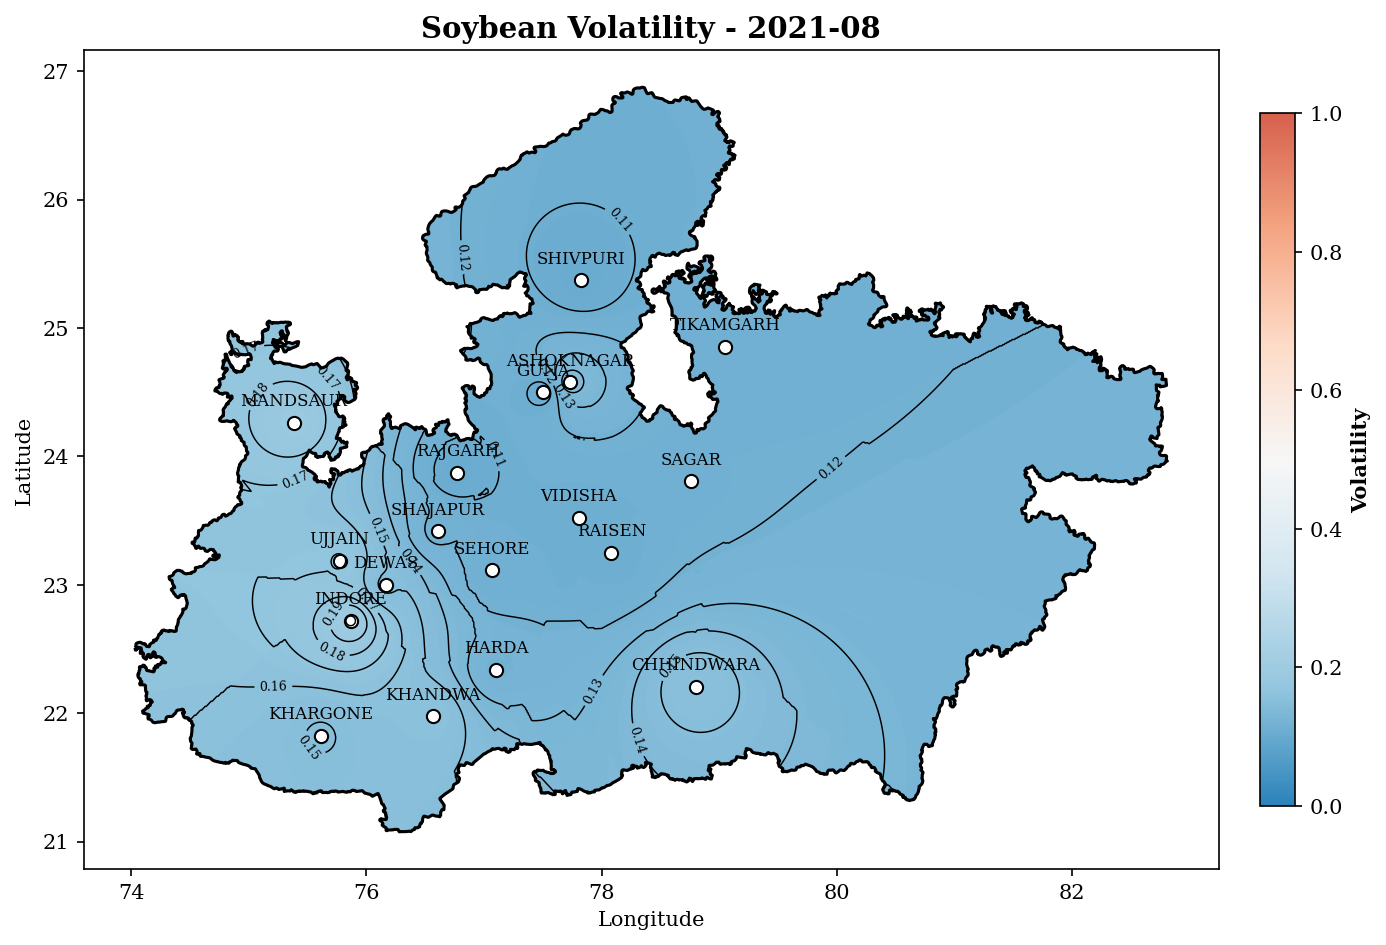 Soybean Volatility - 2021-08
Latitude
27
26
25
24
23
22
21
74
76
78
80
82
Longitude
0.11
0.12
SHIVPURI
TIKAMGARH
ASHOKNAGAR
GUNA
0.13
0.17
0.18
MANDSAUR
0.17
RAJGARH
0.11
SAGAR
0.12
VIDISHA
SHAJAPUR
RAISEN
0.15
UJJAIN
SEHORE
DEWAS
0.14
INDORE
0.19
0.18
HARDA
CHHINDWARA
0.15
0.16
KHANDWA
0.13
KHARGONE
0.15
0.14
1.0
0.8
0.6
0.4
0.2
0.0
Volatility